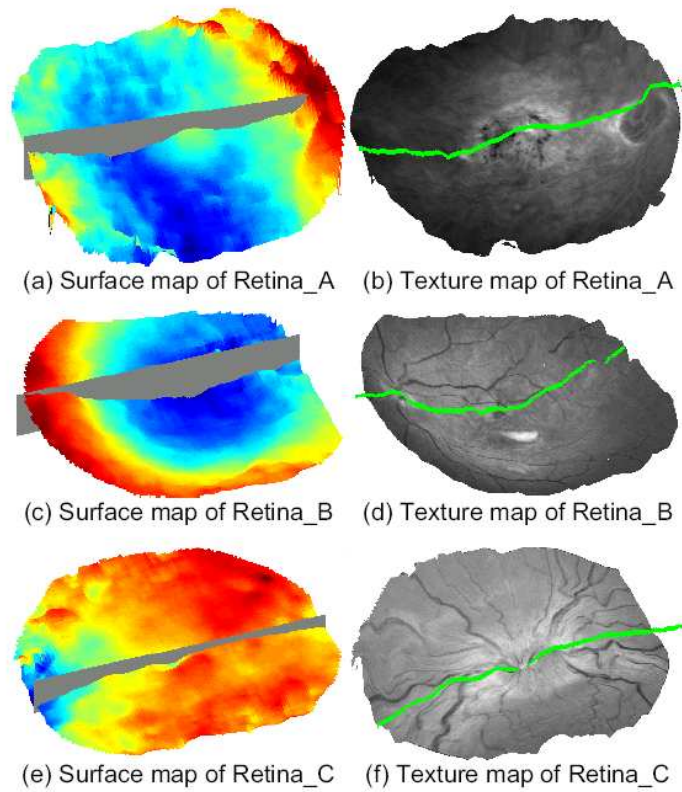 (a) Surface map of Retina_A
(b) Texture map of Retina_A
(c) Surface map of Retina_B
(d) Texture map of Retina_B
(e) Surface map of Retina_C
(f) Texture map of Retina_C